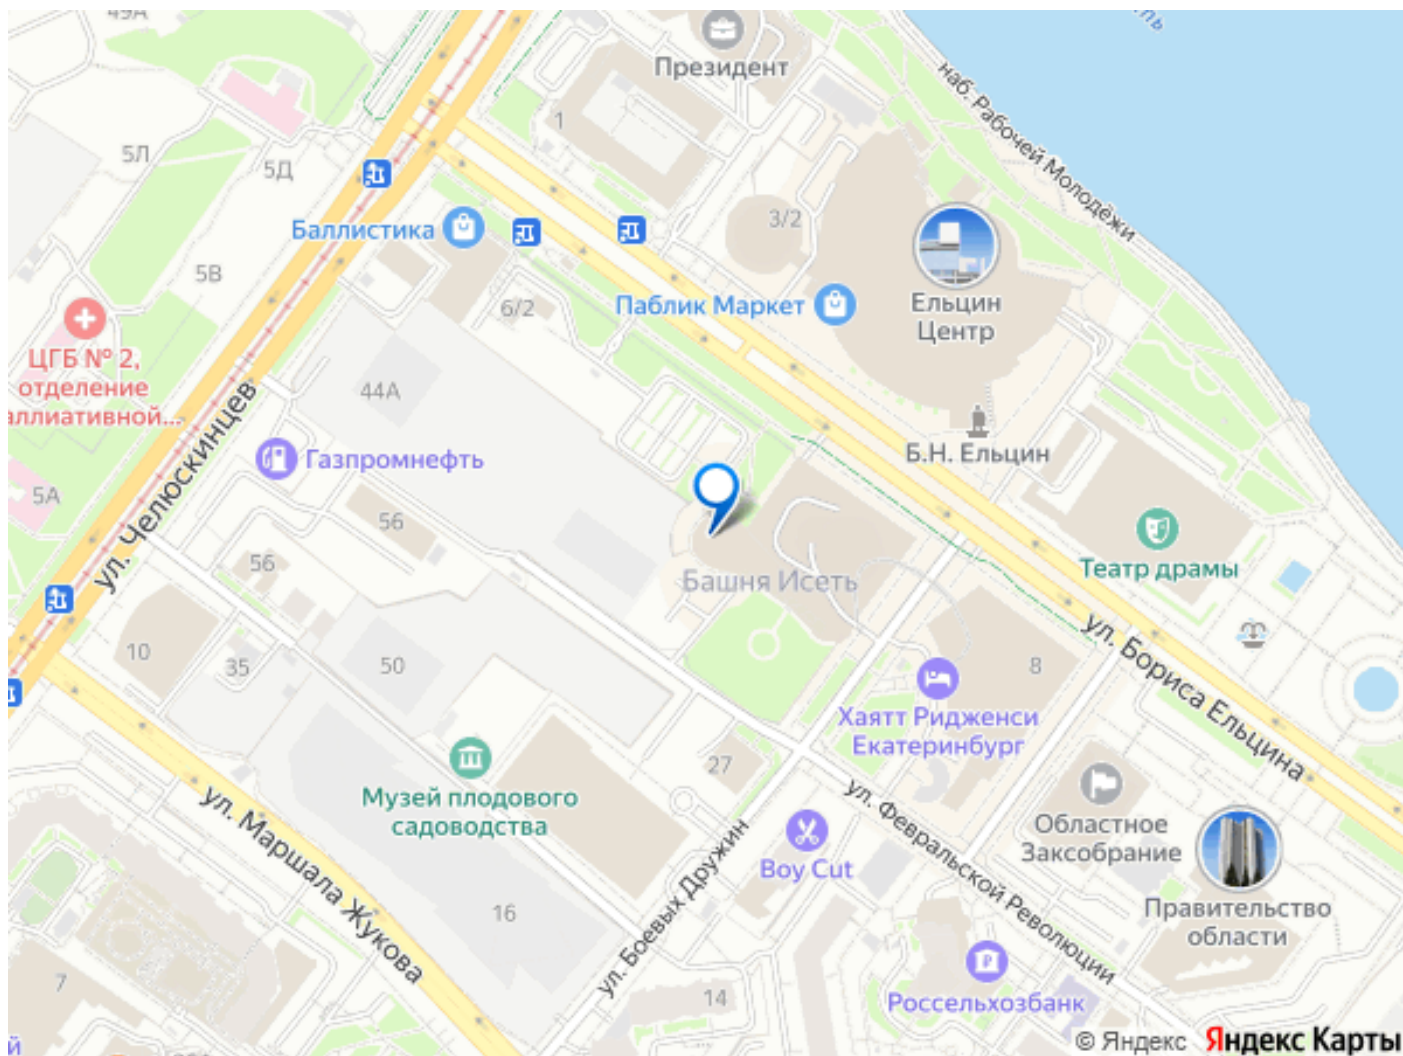 49А
ель
Президент
наб. Рабочей Молодёжи
1
5Л
5Д
3/2
Баллистика
5В
6/2
Паблик Маркет
Ельцин
Центр
ЦГБ № 2,
отделение
аллиативной...
44А
ул. Челюскинцев
Газпромнефть
Б.Н. Ельцин
5А
56
56
Башня Исеть
Театр драмы
ул. Бориса Ельцина
10
35
50
8
Хаятт Ридженси
Екатеринбург
27
Музей плодового
садоводства
ул. Маршала Жукова
ул. Февральской Революции
Областное
Заксобрание
Boy Cut
ул. Боевых Дружин
16
Правительство
области
7
14
Россельхозбанк
й
© Яндекс Яндекс Карты